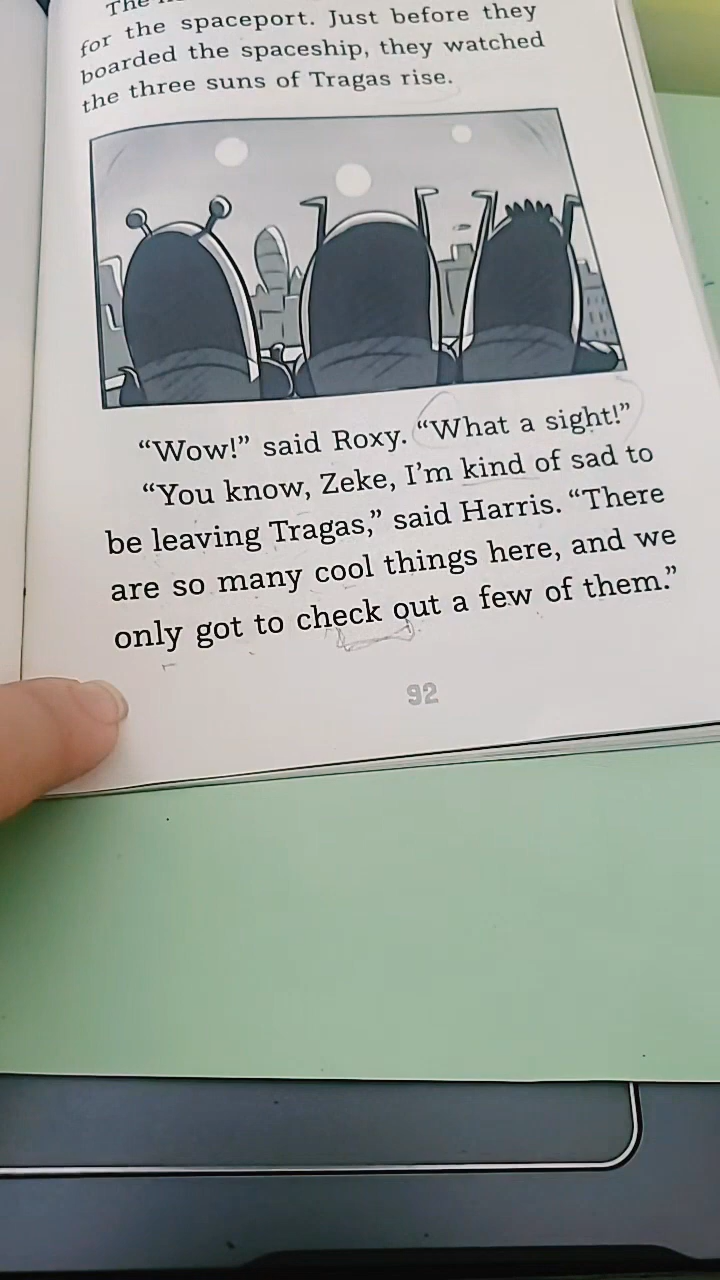 The
for the spaceport. Just before they
boarded the spaceship, they watched
the three suns of Tragas rise.
“Wow!” said Roxy. “What a sight!”
“You know, Zeke, I’m kind of sad to
be leaving Tragas,” said Harris. “There
are so many cool things here, and we
only got to check out a few of them.”
92